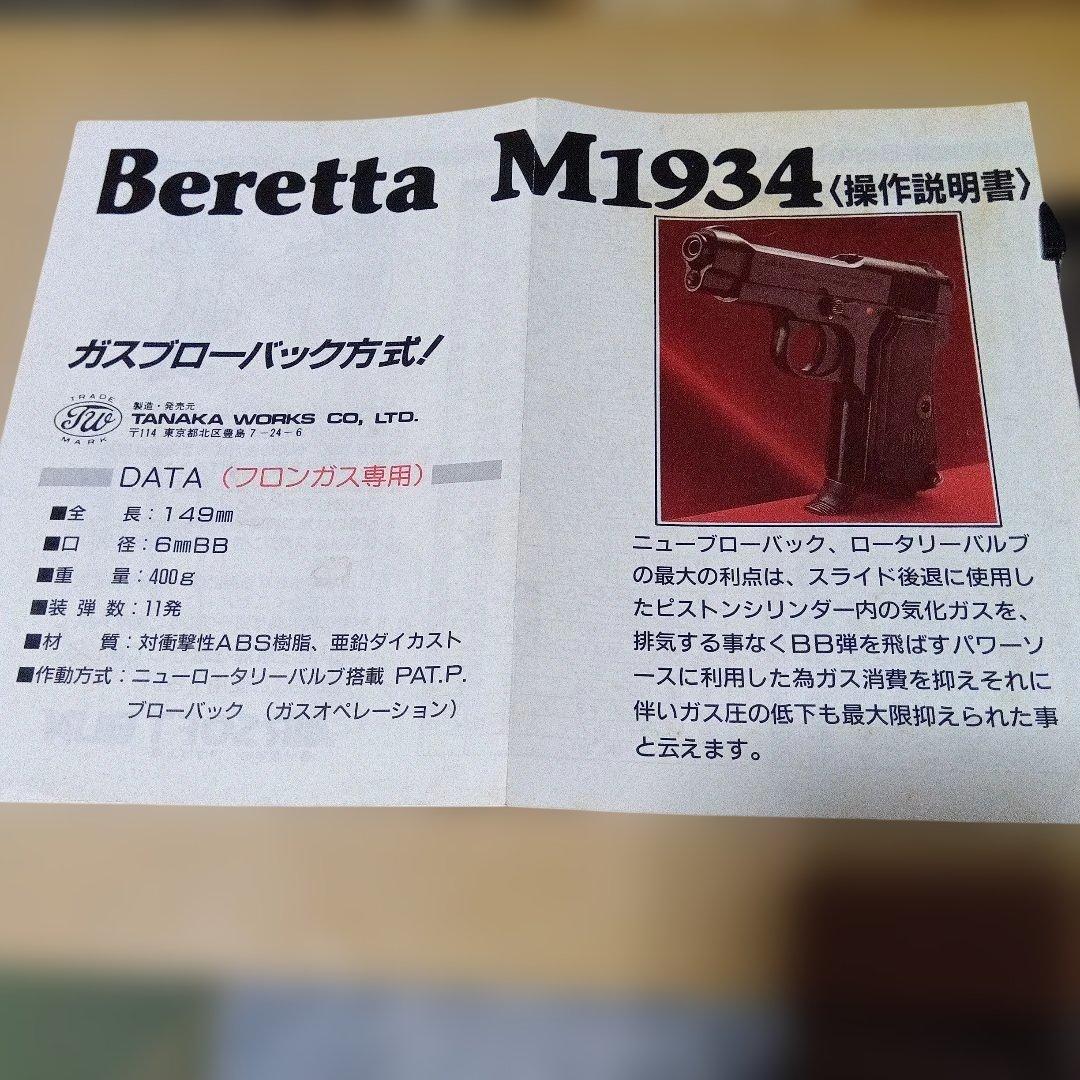 Beretta M1934〈操作説明書〉
ガスブローバック方式!
TRADE
TW
MARK
製造・発売元
TANAKA WORKS CO, LTD.
〒114 東京都北区豊島7-24-6
DATA (フロンガス専用)
■全 長:149㎜
■口 径:6㎜BB
■重 量:400g
■装弾数:11発
■材 質:対衝撃性ABS樹脂、亜鉛ダイカスト
■作動方式:ニューロータリーバルブ搭載 PAT.P.
ブローバック (ガスオペレーション)
ニューブローバック、ロータリーバルブ
の最大の利点は、スライド後退に使用し
たピストンシリンダー内の気化ガスを、
排気する事なくBB弾を飛ばすパワーソ
ースに利用した為ガス消費を抑えそれに
伴いガス圧の低下も最大限抑えられた事
と云えます。